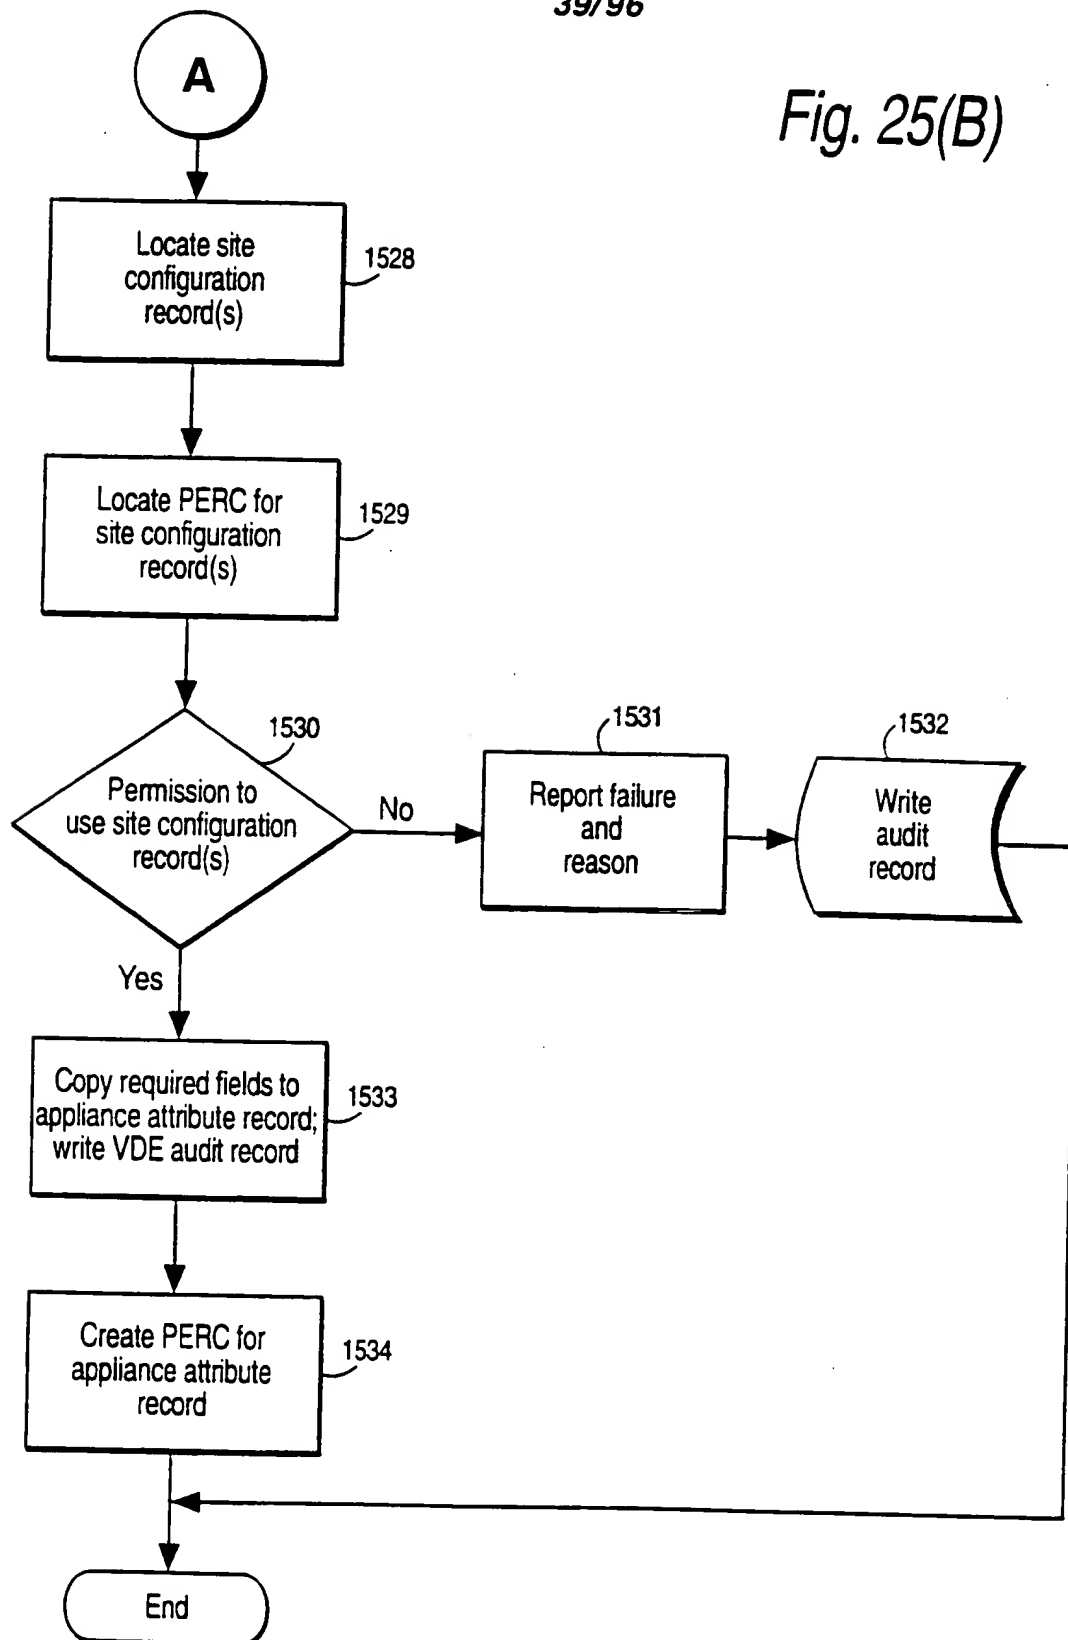 39/96
A
Fig. 25(B)
Locate site
configuration
record(s)
1528
Locate PERC for
site configuration
record(s)
1529
1530
Permission to
use site configuration
record(s)
No
1531
Report failure
and
reason
1532
Write
audit
record
Yes
Copy required fields to
appliance attribute record;
write VDE audit record
1533
Create PERC for
appliance attribute
record
1534
End